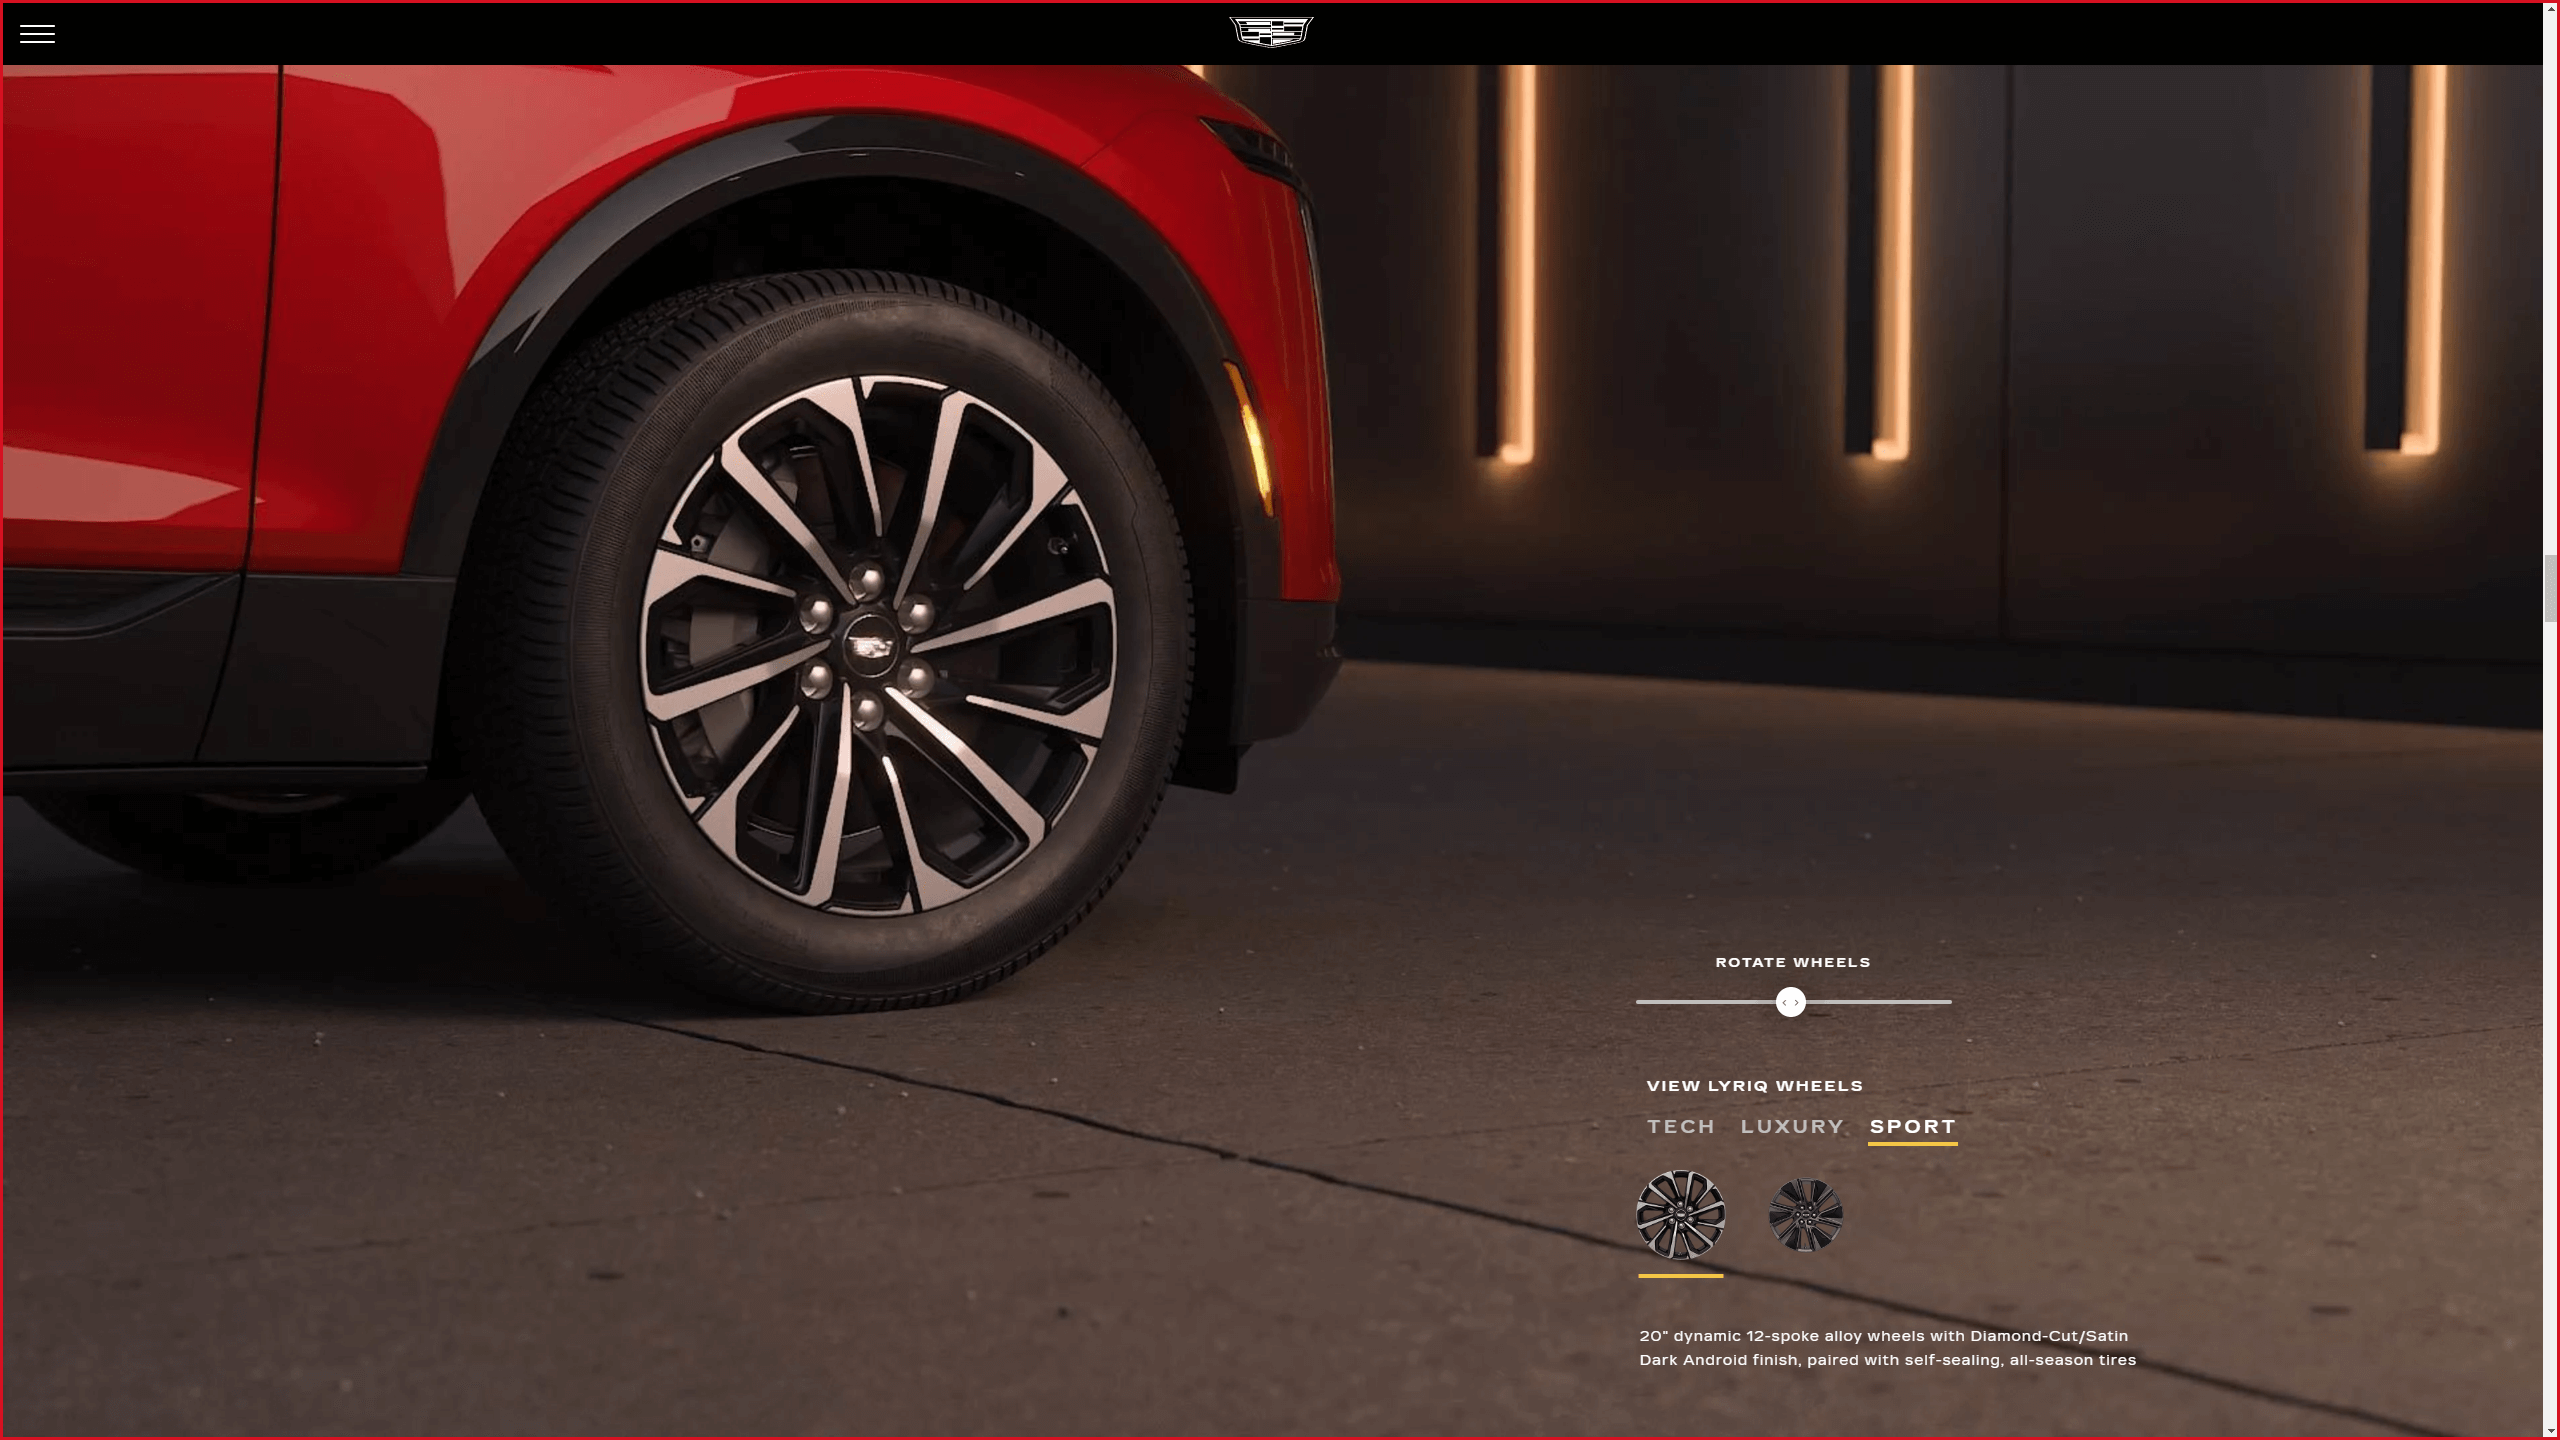 ROTATE WHEELS
VIEW LYRIQ WHEELS
TECH LUXURY SPORT
20" dynamic 12-spoke alloy wheels with Diamond-Cut/Satin
Dark Android finish, paired with self-sealing, all-season tires